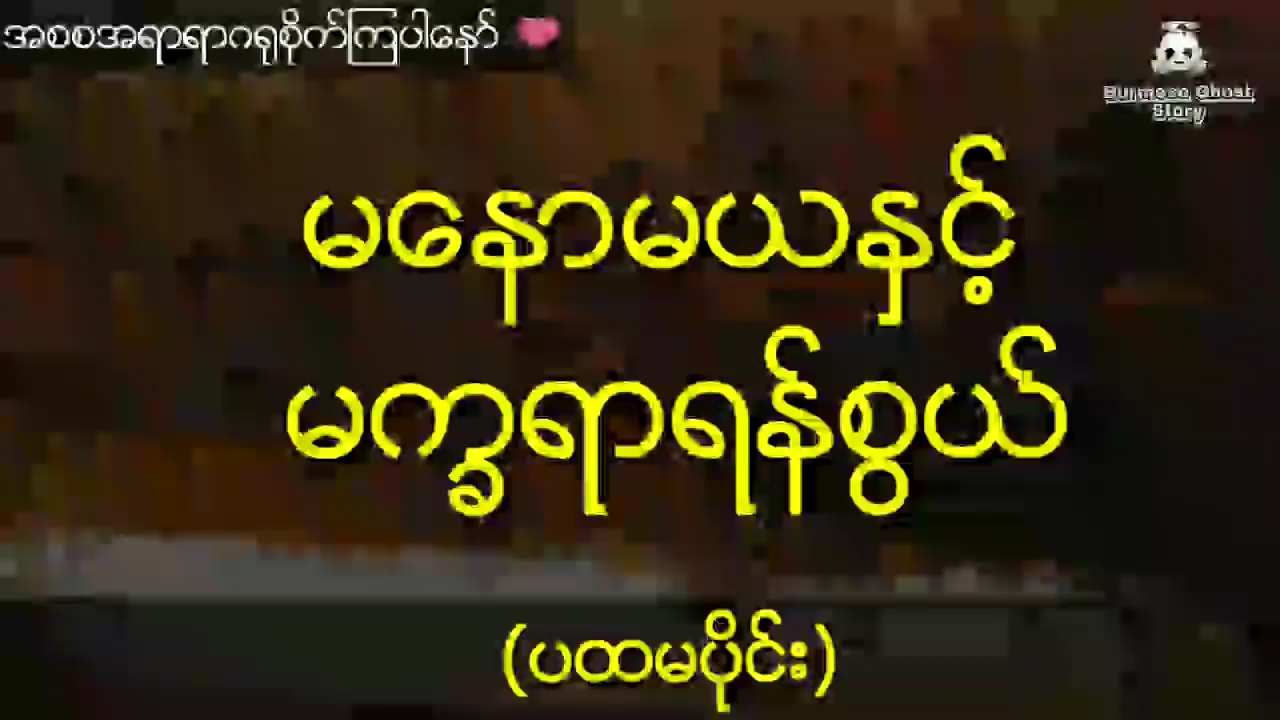 အစစအရာရာဂရုစိုက်ကြပါနော် 💗
Burmese Ghost
Story
မနောမယနှင့်
မက္ခရာရန်စွယ်
(ပထမပိုင်း)